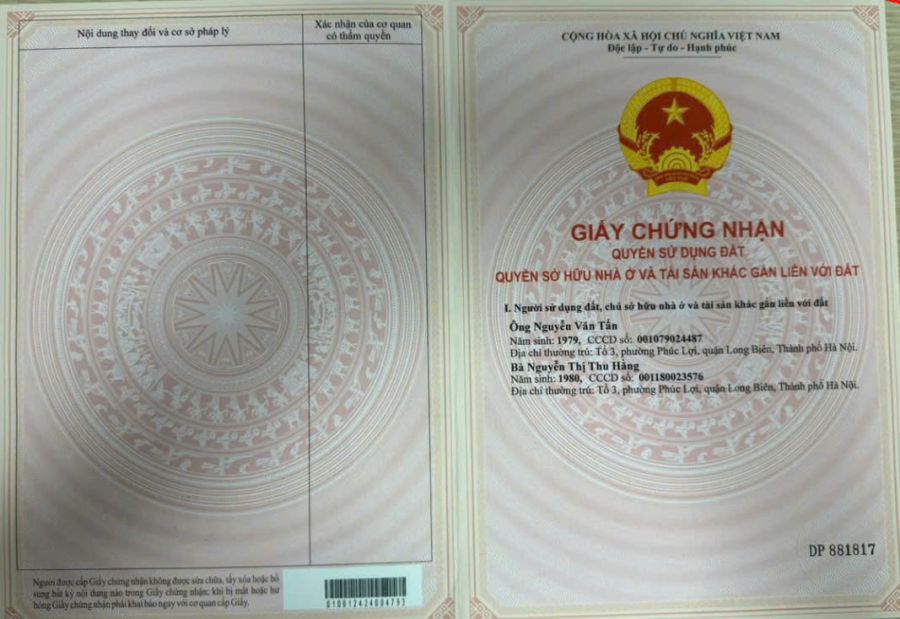 Nội dung thay đổi và cơ sở pháp lý
Xác nhận của cơ quan
có thẩm quyền
Người được cấp Giấy chứng nhận không được sửa chữa, tẩy xóa hoặc bổ
sung bất kỳ nội dung nào trong Giấy chứng nhận; khi bị mất hoặc hư
hỏng Giấy chứng nhận phải khai báo ngay với cơ quan cấp Giấy.
010012424004793
CỘNG HÒA XÃ HỘI CHỦ NGHĨA VIỆT NAM
Độc lập - Tự do - Hạnh phúc
GIẤY CHỨNG NHẬN
QUYỀN SỬ DỤNG ĐẤT
QUYỀN SỞ HỮU NHÀ Ở VÀ TÀI SẢN KHÁC GẮN LIỀN VỚI ĐẤT
I. Người sử dụng đất, chủ sở hữu nhà ở và tài sản khác gắn liền với đất
Ông Nguyễn Văn Tấn
Năm sinh: 1979, CCCD số: 001079024487
Địa chỉ thường trú: Tổ 3, phường Phúc Lợi, quận Long Biên, Thành phố Hà Nội.
Bà Nguyễn Thị Thu Hằng
Năm sinh: 1980, CCCD số: 001180023576
Địa chỉ thường trú: Tổ 3, phường Phúc Lợi, quận Long Biên, Thành phố Hà Nội.
DP 881817